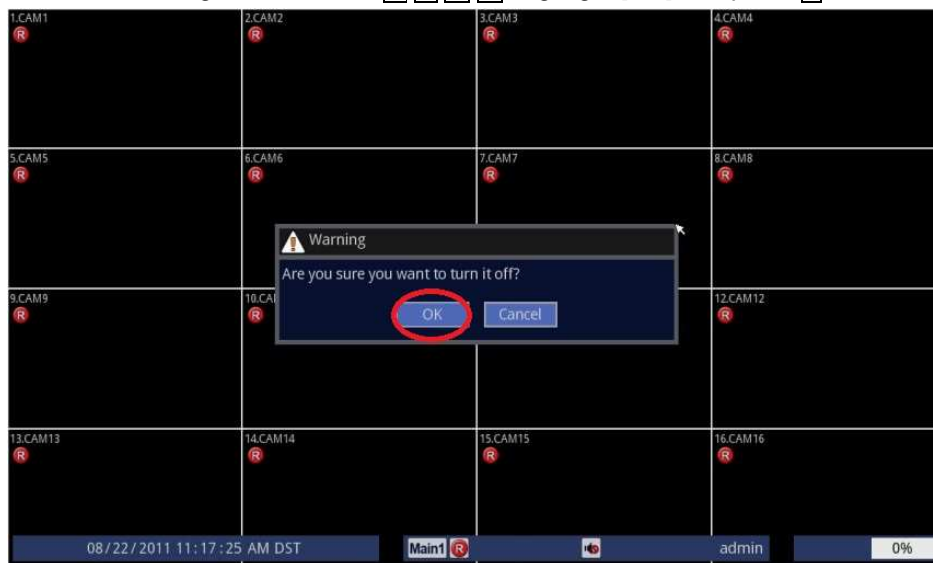 1.CAM1
2.CAM2
3.CAM3
4.CAM4
R
R
R
R
5.CAM5
6.CAM6
7.CAM7
8.CAM8
R
R
R
R
Warning
Are you sure you want to turn it off?
OK
Cancel
9.CAM9
10.CA
12.CAM12
R
R
R
13.CAM13
14.CAM14
15.CAM15
16.CAM16
R
R
R
R
08/22/2011 11:17:25 AM DST
Main1 R
admin
0%